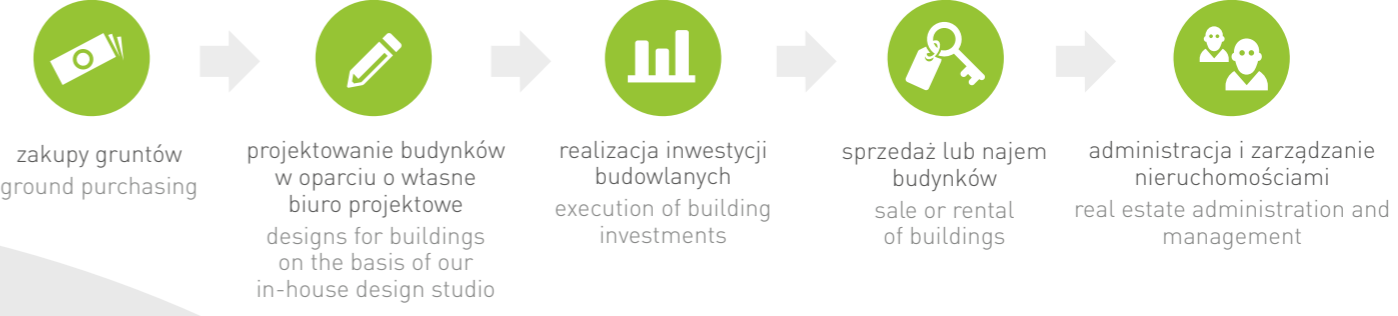 zakupy gruntów
ground purchasing
projektowanie budynków
w oparciu o własne
biuro projektowe
designs for buildings
on the basis of our
in-house design studio
realizacja inwestycji
budowlanych
execution of building
investments
sprzedaż lub najem
budynków
sale or rental
of buildings
administracja i zarządzanie
nieruchomościami
real estate administration and
management